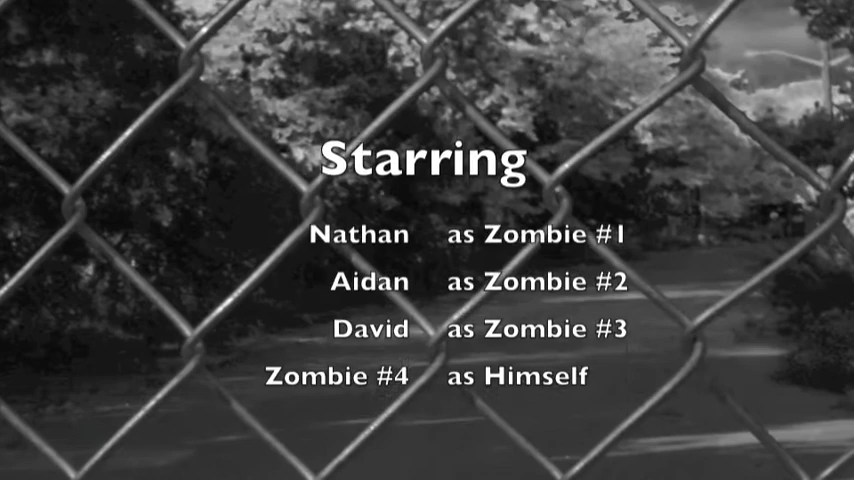 Starring
Nathan as Zombie #1
Aidan as Zombie #2
David as Zombie #3
Zombie #4 as Himself